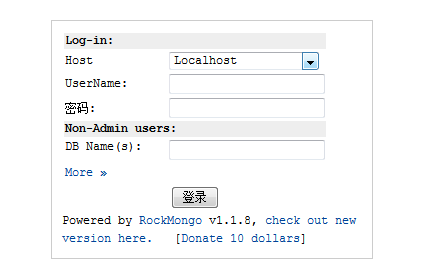 Log-in:
Host Localhost
UserName:
密码:
Non-Admin users:
DB Name(s):
More »
登录
Powered by RockMongo v1.1.8, check out new
version here. [Donate 10 dollars]